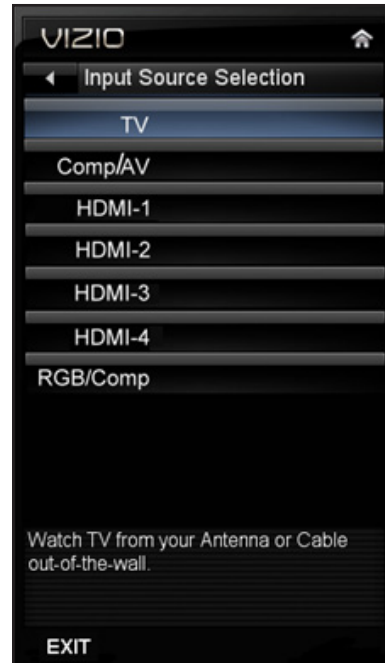 VIZIO
Input Source Selection
TV
Comp/AV
HDMI-1
HDMI-2
HDMI-3
HDMI-4
RGB/Comp
Watch TV from your Antenna or Cable
out-of-the-wall.
EXIT